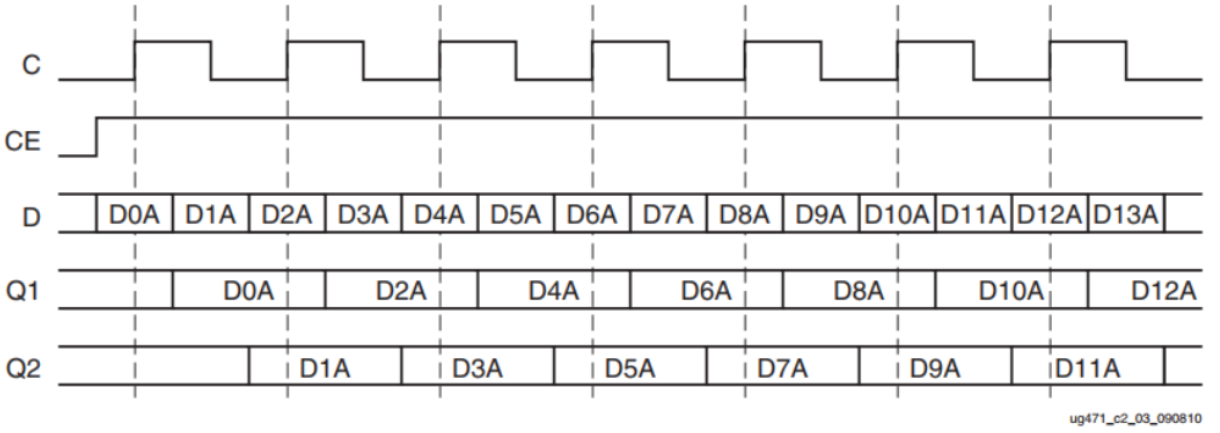 C
CE
D D0A D1A D2A D3A D4A D5A D6A D7A D8A D9A D10A D11A D12A D13A
Q1 D0A D2A D4A D6A D8A D10A D12A
Q2 D1A D3A D5A D7A D9A D11A
ug471_c2_03_090810